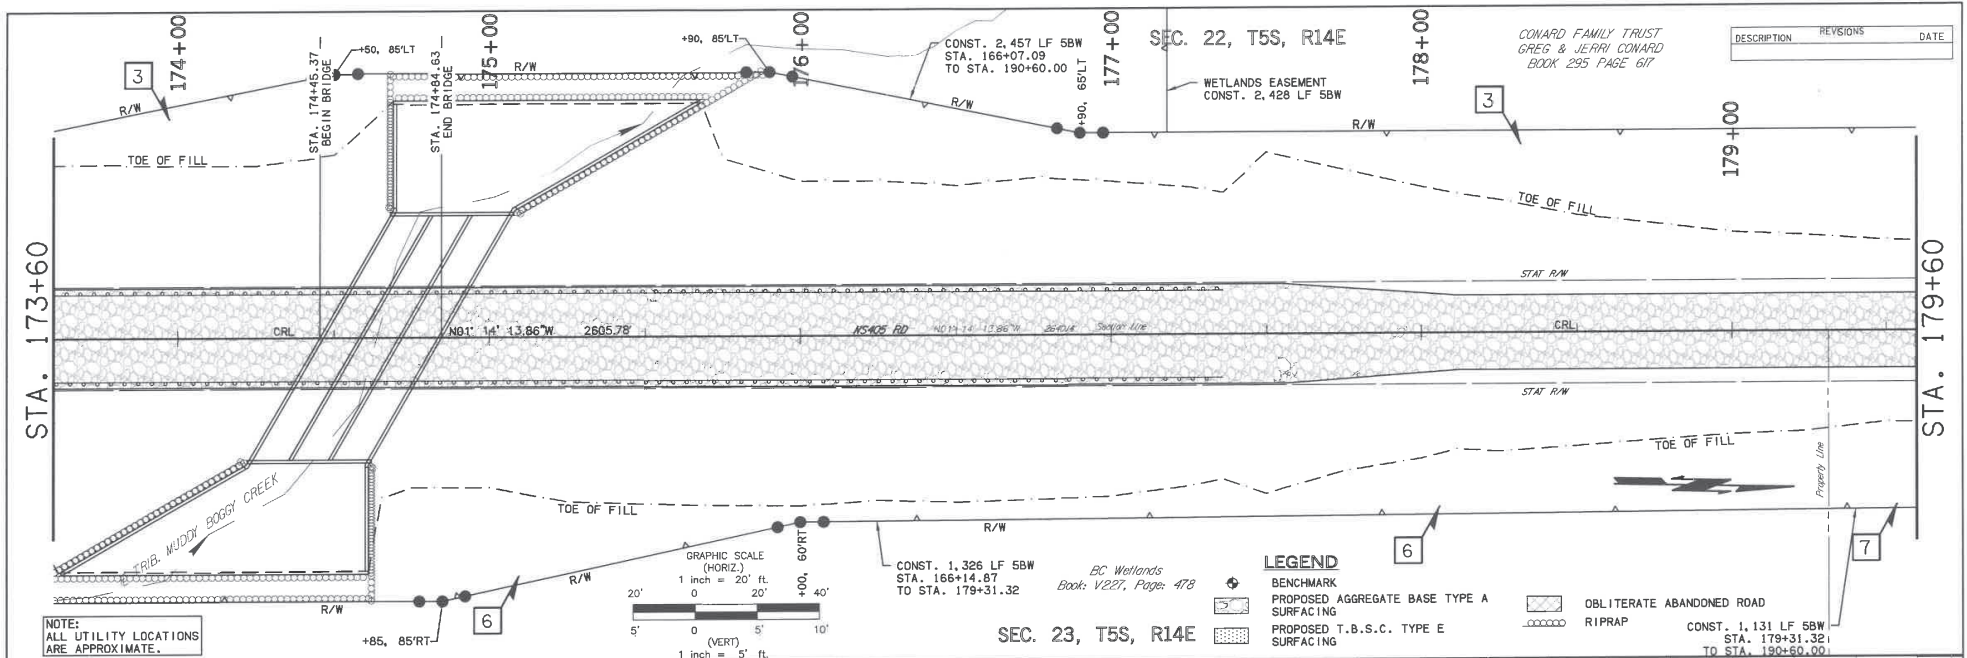 174+00
175+00
176+00
177+00
178+00
179+00
+50, 85'LT
+90, 85'LT
STA. 174+45.37
BEGIN BRIDGE
STA. 174+84.63
END BRIDGE
3
R/W
R/W
R/W
R/W
CONST. 2,457 LF 5BW
STA. 166+07.09
TO STA. 190+60.00
SEC. 22, T5S, R14E
+90, 65'LT
WETLANDS EASEMENT
CONST. 2,428 LF 5BW
CONARD FAMILY TRUST
GREG & JERRI CONARD
BOOK 295 PAGE 617
REVISIONS
DESCRIPTION
DATE
3
TOE OF FILL
TOE OF FILL
STA. 173+60
STA. 179+60
STAT R/W
CRL
N01° 14' 13.86"W 2605.78'
NS405 RD
Section Line
CRL
STAT R/W
TOE OF FILL
TOE OF FILL
Property Line
TRIB. MUDDY BOGGY CREEK
R/W
R/W
R/W
+85, 85'RT
+00, 60'RT
6
6
7
NOTE:
ALL UTILITY LOCATIONS
ARE APPROXIMATE.
GRAPHIC SCALE
(HORIZ.)
1 inch = 20' ft.
20' 0 20' 40'
5' 0 5' 10'
(VERT)
1 inch = 5' ft.
CONST. 1,326 LF 5BW
STA. 166+14.87
TO STA. 179+31.32
BC Wetlands
Book: V227, Page: 478
SEC. 23, T5S, R14E
LEGEND
BENCHMARK
PROPOSED AGGREGATE BASE TYPE A
SURFACING
PROPOSED T.B.S.C. TYPE E
SURFACING
OBLITERATE ABANDONED ROAD
RIPRAP
CONST. 1,131 LF 5BW
STA. 179+31.32
TO STA. 190+60.00